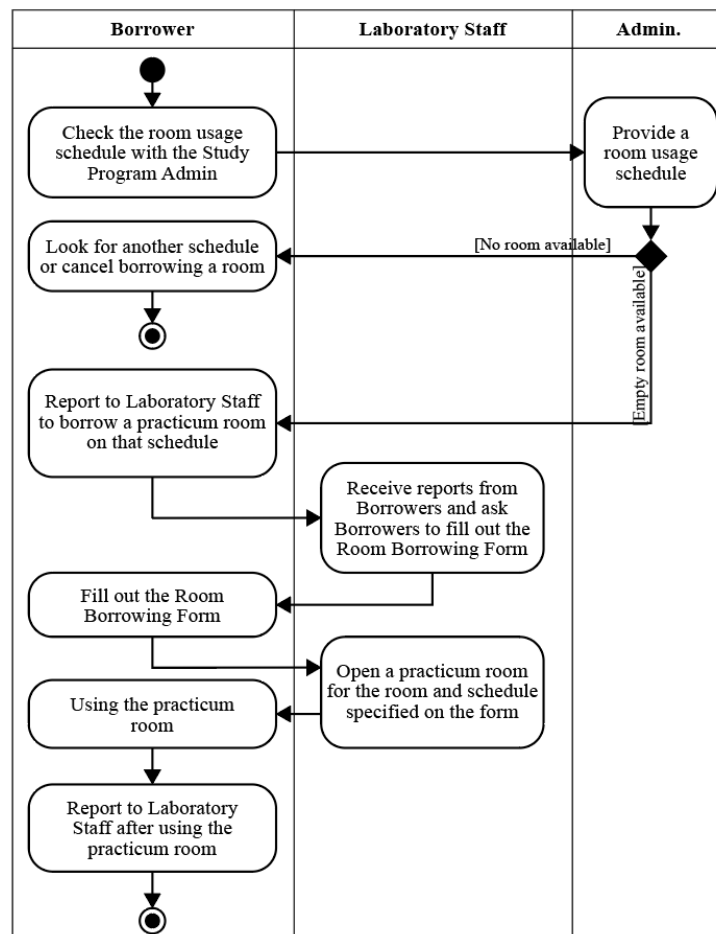 Borrower
Laboratory Staff
Admin.
Check the room usage
schedule with the Study
Program Admin
Provide a
room usage
schedule
Look for another schedule
or cancel borrowing a room
[No room available]
[Empty room available]
Report to Laboratory Staff
to borrow a practicum room
on that schedule
Receive reports from
Borrowers and ask
Borrowers to fill out the
Room Borrowing Form
Fill out the Room
Borrowing Form
Open a practicum room
for the room and schedule
specified on the form
Using the practicum
room
Report to Laboratory
Staff after using the
practicum room